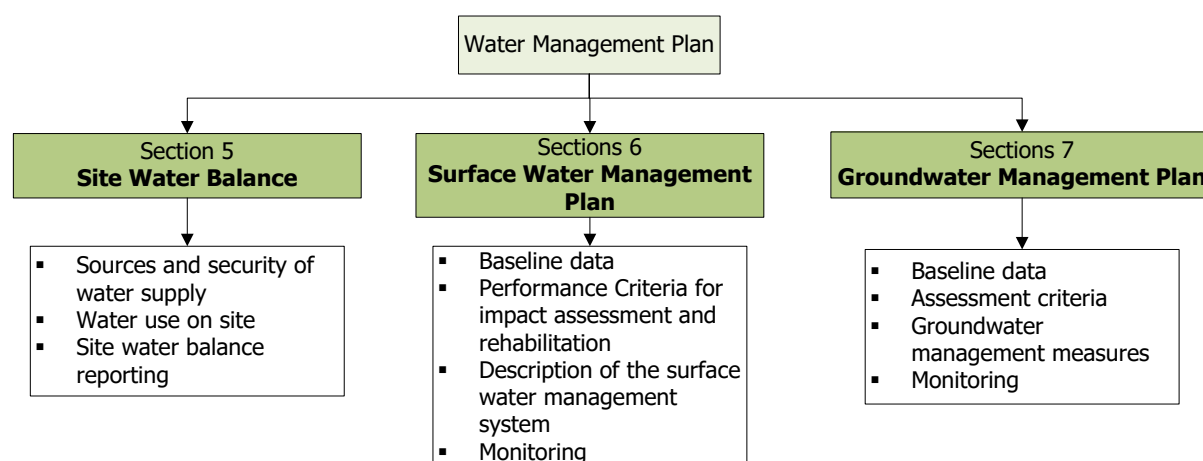 Water Management Plan
Section 5
Site Water Balance
Sections 6
Surface Water Management
Plan
Sections 7
Groundwater Management Plan
▪ Sources and security of
water supply
▪ Water use on site
▪ Site water balance
reporting
▪ Baseline data
▪ Performance Criteria for
impact assessment and
rehabilitation
▪ Description of the surface
water management
system
▪ Monitoring
▪ Baseline data
▪ Assessment criteria
▪ Groundwater
management measures
▪ Monitoring